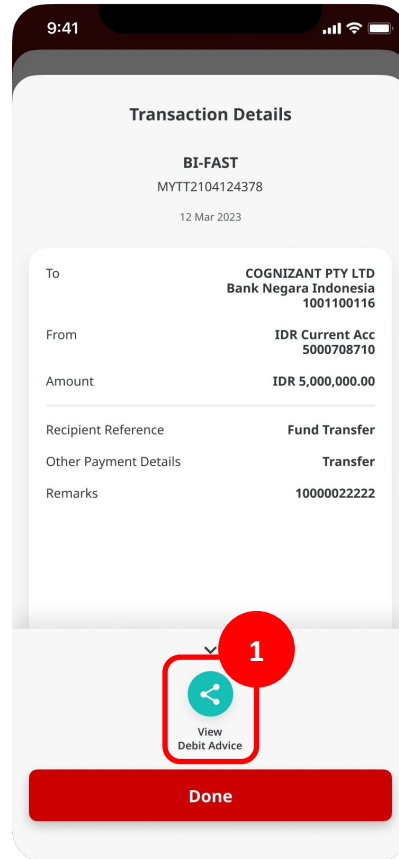 9:41
Transaction Details
BI-FAST
MYTT2104124378
12 Mar 2023
To
COGNIZANT PTY LTD
Bank Negara Indonesia
1001100116
From
IDR Current Acc
5000708710
Amount
IDR 5,000,000.00
Recipient Reference
Fund Transfer
Other Payment Details
Transfer
Remarks
10000022222
1
View
Debit Advice
Done